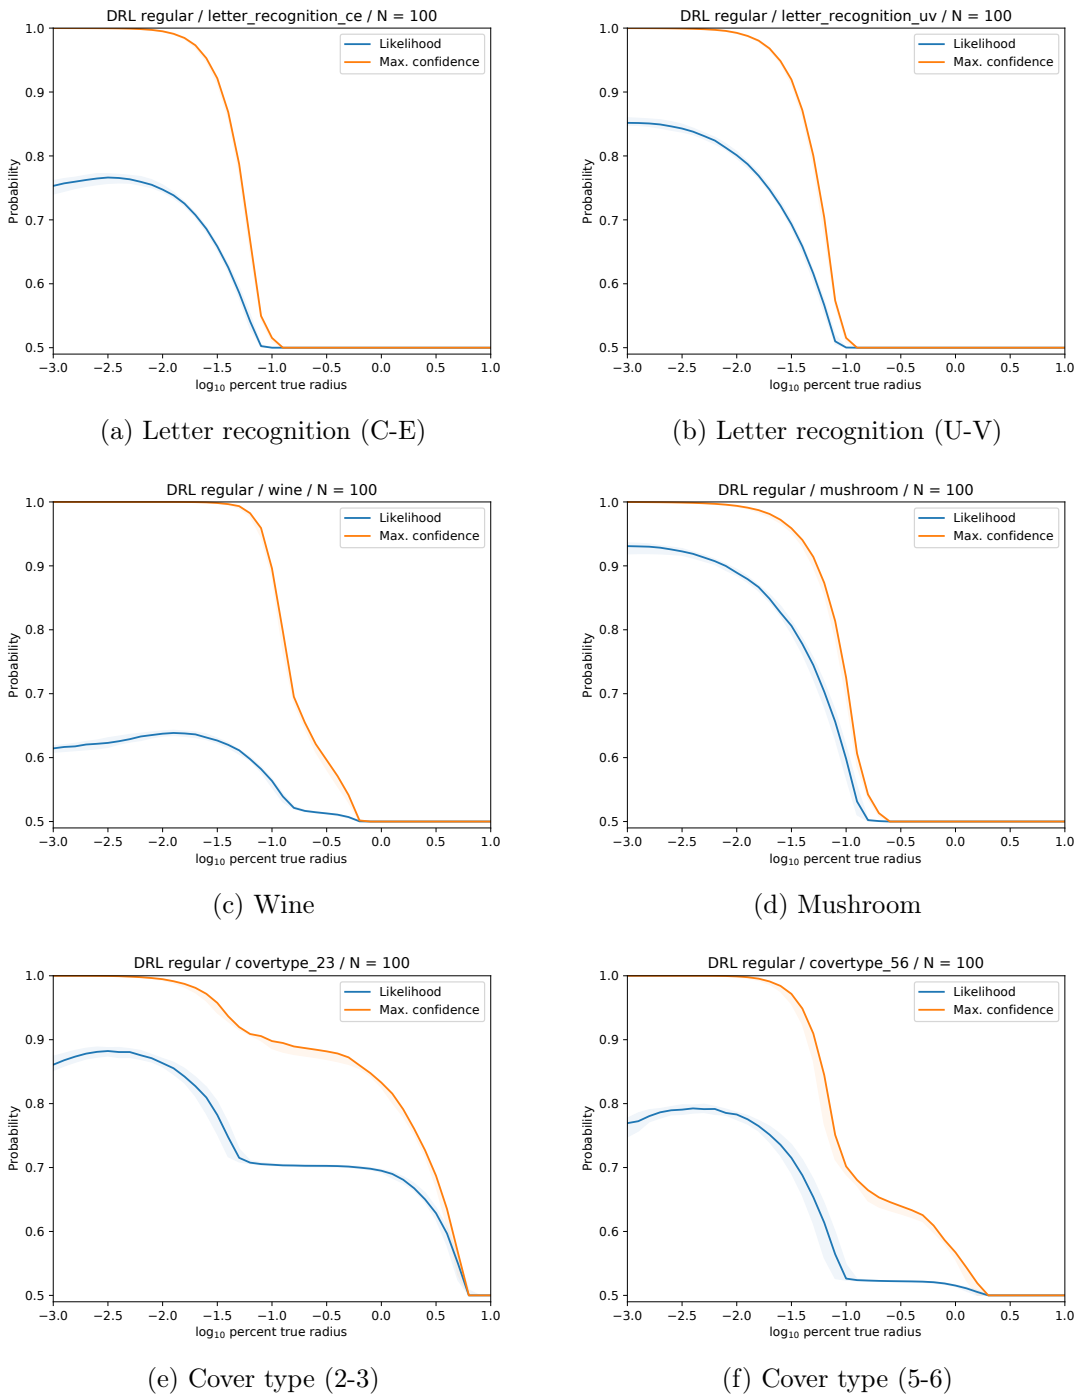 DRL regular / letter_recognition_ce / N = 100
Likelihood
Max. confidence
Probability
1.0
0.9
0.8
0.7
0.6
0.5
−3.0 −2.5 −2.0 −1.5 −1.0 −0.5 0.0 0.5 1.0
log10 percent true radius
(a) Letter recognition (C-E)
DRL regular / letter_recognition_uv / N = 100
Likelihood
Max. confidence
Probability
1.0
0.9
0.8
0.7
0.6
0.5
−3.0 −2.5 −2.0 −1.5 −1.0 −0.5 0.0 0.5 1.0
log10 percent true radius
(b) Letter recognition (U-V)
DRL regular / wine / N = 100
Likelihood
Max. confidence
Probability
1.0
0.9
0.8
0.7
0.6
0.5
−3.0 −2.5 −2.0 −1.5 −1.0 −0.5 0.0 0.5 1.0
log10 percent true radius
(c) Wine
DRL regular / mushroom / N = 100
Likelihood
Max. confidence
Probability
1.0
0.9
0.8
0.7
0.6
0.5
−3.0 −2.5 −2.0 −1.5 −1.0 −0.5 0.0 0.5 1.0
log10 percent true radius
(d) Mushroom
DRL regular / covertype_23 / N = 100
Likelihood
Max. confidence
Probability
1.0
0.9
0.8
0.7
0.6
0.5
−3.0 −2.5 −2.0 −1.5 −1.0 −0.5 0.0 0.5 1.0
log10 percent true radius
(e) Cover type (2-3)
DRL regular / covertype_56 / N = 100
Likelihood
Max. confidence
Probability
1.0
0.9
0.8
0.7
0.6
0.5
−3.0 −2.5 −2.0 −1.5 −1.0 −0.5 0.0 0.5 1.0
log10 percent true radius
(f) Cover type (5-6)